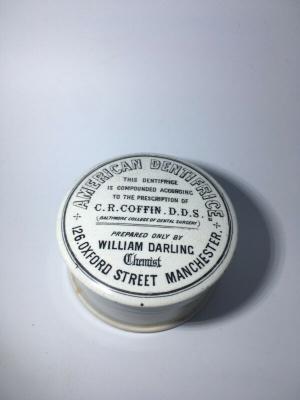 AMERICAN DENTIFRICE
THIS DENTIFRICE
IS COMPOUNDED ACCORDING
TO THE PRESCRIPTION OF
C.R.COFFIN.D.D.S.
(BALTIMORE COLLEGE OF DENTAL SURGERY)
PREPARED ONLY BY
WILLIAM DARLING
Chemist
126.OXFORD STREET MANCHESTER.